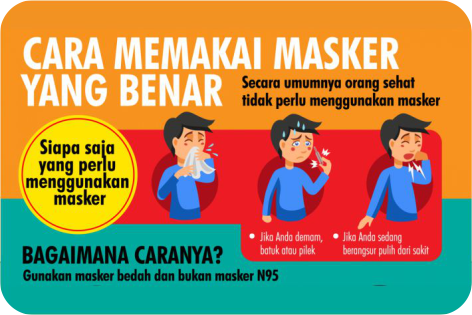 CARA MEMAKAI MASKER
YANG BENAR
Secara umumnya orang sehat
tidak perlu menggunakan masker
Siapa saja
yang perlu
menggunakan
masker
• Jika Anda demam,
batuk atau pilek
• Jika Anda sedang
berangsur pulih dari sakit
BAGAIMANA CARANYA?
Gunakan masker bedah dan bukan masker N95